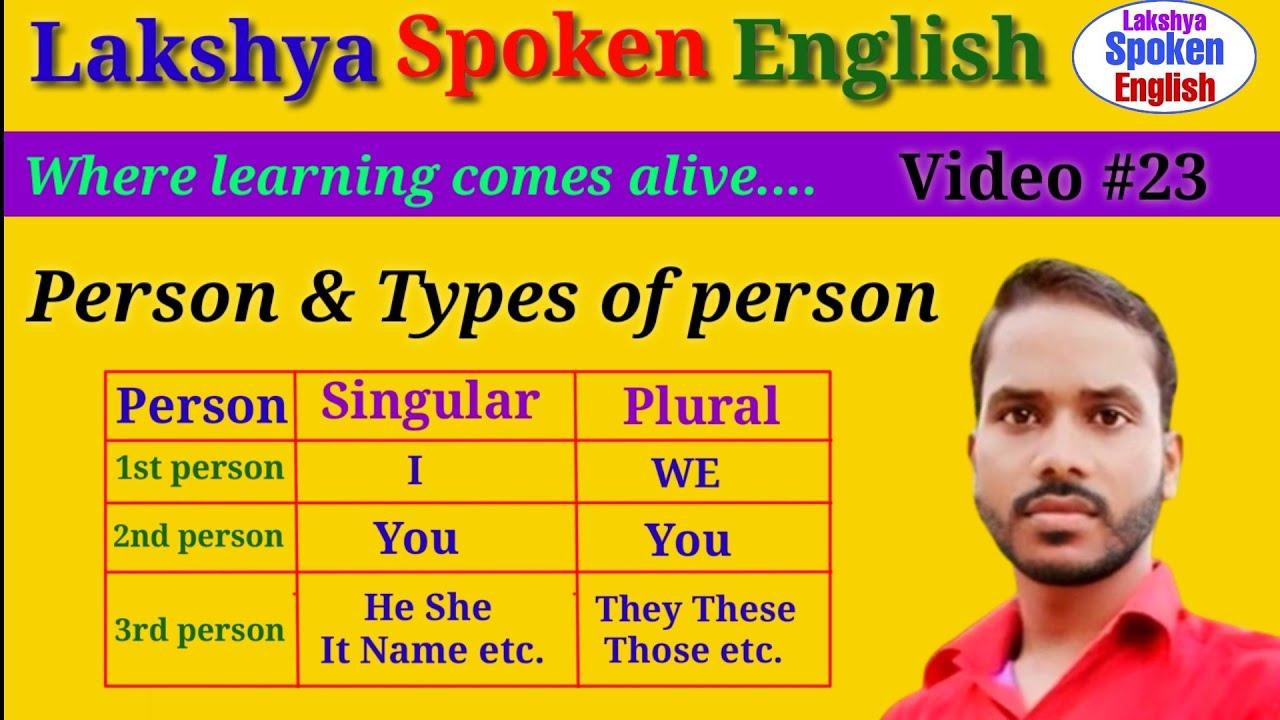 Lakshya Spoken English
Lakshya
Spoken
English
Where learning comes alive.... Video #23
Person & Types of person
Person Singular Plural
1st person I WE
2nd person You You
3rd person He She They These
It Name etc. Those etc.